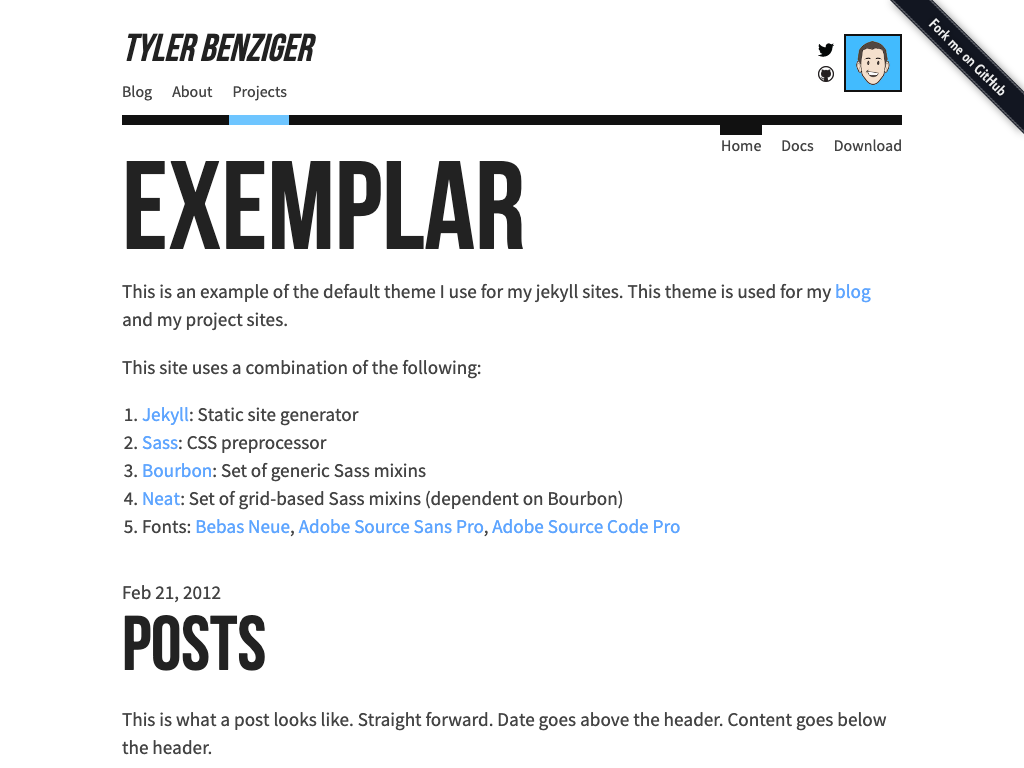 TYLER BENZIGER
Blog About Projects
Fork me on GitHub
Home Docs Download
EXEMPLAR
This is an example of the default theme I use for my jekyll sites. This theme is used for my blog
and my project sites.
This site uses a combination of the following:
1. Jekyll: Static site generator
2. Sass: CSS preprocessor
3. Bourbon: Set of generic Sass mixins
4. Neat: Set of grid-based Sass mixins (dependent on Bourbon)
5. Fonts: Bebas Neue, Adobe Source Sans Pro, Adobe Source Code Pro
Feb 21, 2012
POSTS
This is what a post looks like. Straight forward. Date goes above the header. Content goes below
the header.